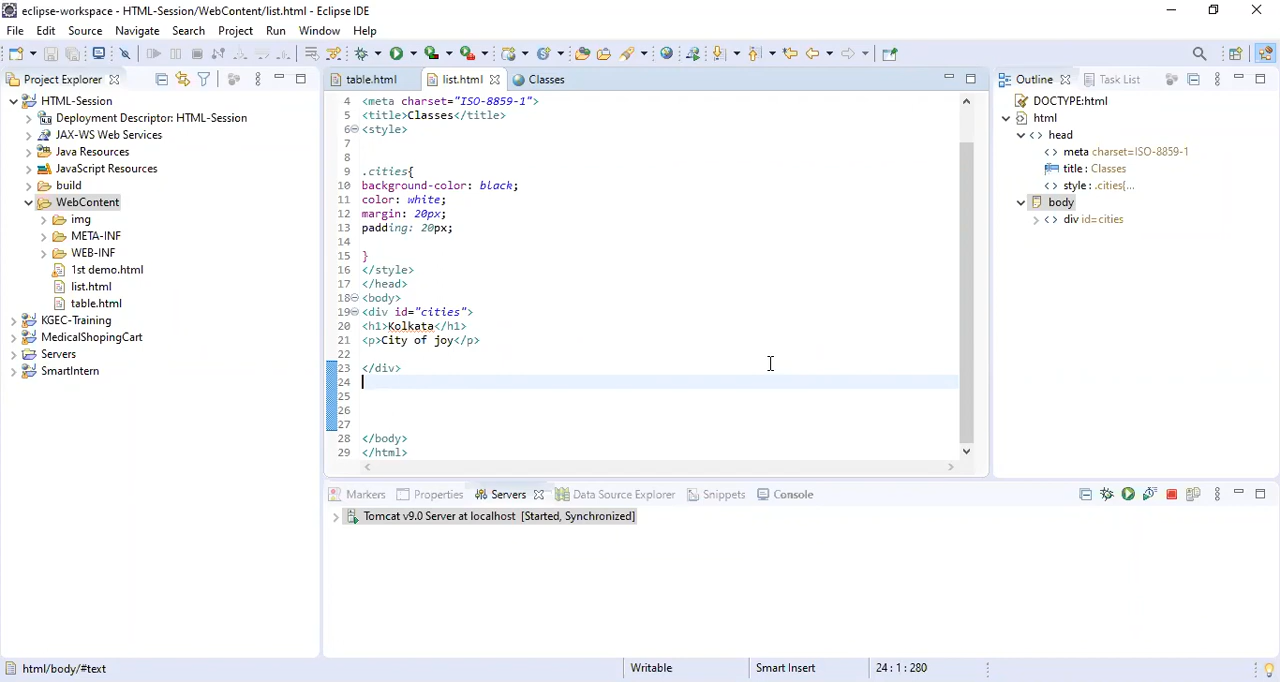 eclipse-workspace - HTML-Session/WebContent/list.html - Eclipse IDE
File Edit Source Navigate Search Project Run Window Help
Project Explorer
HTML-Session
Deployment Descriptor: HTML-Session
JAX-WS Web Services
Java Resources
JavaScript Resources
build
WebContent
img
META-INF
WEB-INF
1st demo.html
list.html
table.html
KGEC-Training
MedicalShopingCart
Servers
SmartIntern
table.html list.html Classes
4 <meta charset="ISO-8859-1">
5 <title>Classes</title>
6 <style>
7
8
9 .cities{
10 background-color: black;
11 color: white;
12 margin: 20px;
13 padding: 20px;
14
15 }
16 </style>
17 </head>
18 <body>
19 <div id="cities">
20 <h1>Kolkata</h1>
21 <p>City of joy</p>
22
23 </div>
24
25
26
27
28 </body>
29 </html>
Outline Task List
DOCTYPE:html
html
head
meta charset=ISO-8859-1
title : Classes
style : .cities{...
body
div id=cities
Markers Properties Servers Data Source Explorer Snippets Console
Tomcat v9.0 Server at localhost [Started, Synchronized]
html/body/#text Writable Smart Insert 24 : 1 : 280